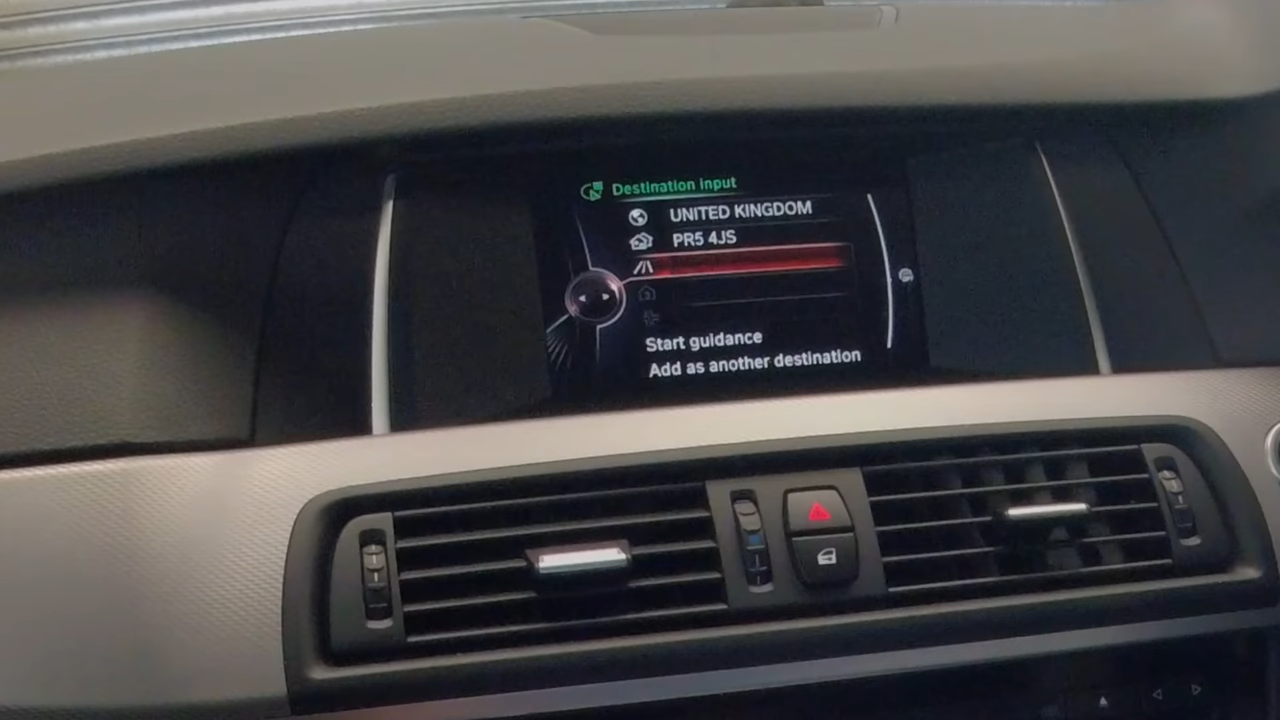 Destination input
UNITED KINGDOM
PR5 4JS
Start guidance
Add as another destination